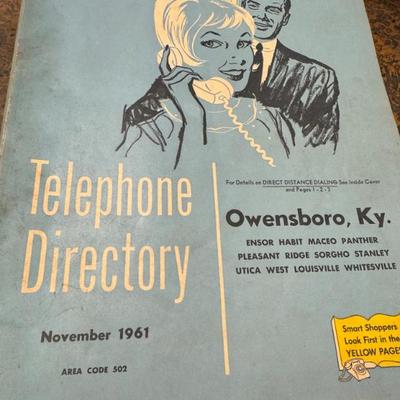 For Details on DIRECT DISTANCE DIALING See Inside Cover
and Pages 1 - 2 - 3
Telephone
Directory
November 1961
AREA CODE 502
Owensboro, Ky.
ENSOR HABIT MACEO PANTHER
PLEASANT RIDGE SORGHO STANLEY
UTICA WEST LOUISVILLE WHITESVILLE
Smart Shoppers
Look First in the
YELLOW PAGES